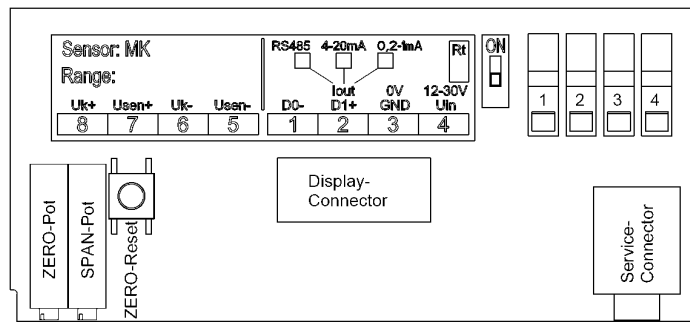 Sensor: MK
Range:
RS485 4-20mA 0,2-1mA Rt
ON
Iout 0V 12-30V
Uk+ Usen+ Uk- Usen- D0- D1+ GND Uin
8 7 6 5 1 2 3 4
1 2 3 4
ZERO-Pot
SPAN-Pot
ZERO-Reset
Display-
Connector
Service-
Connector